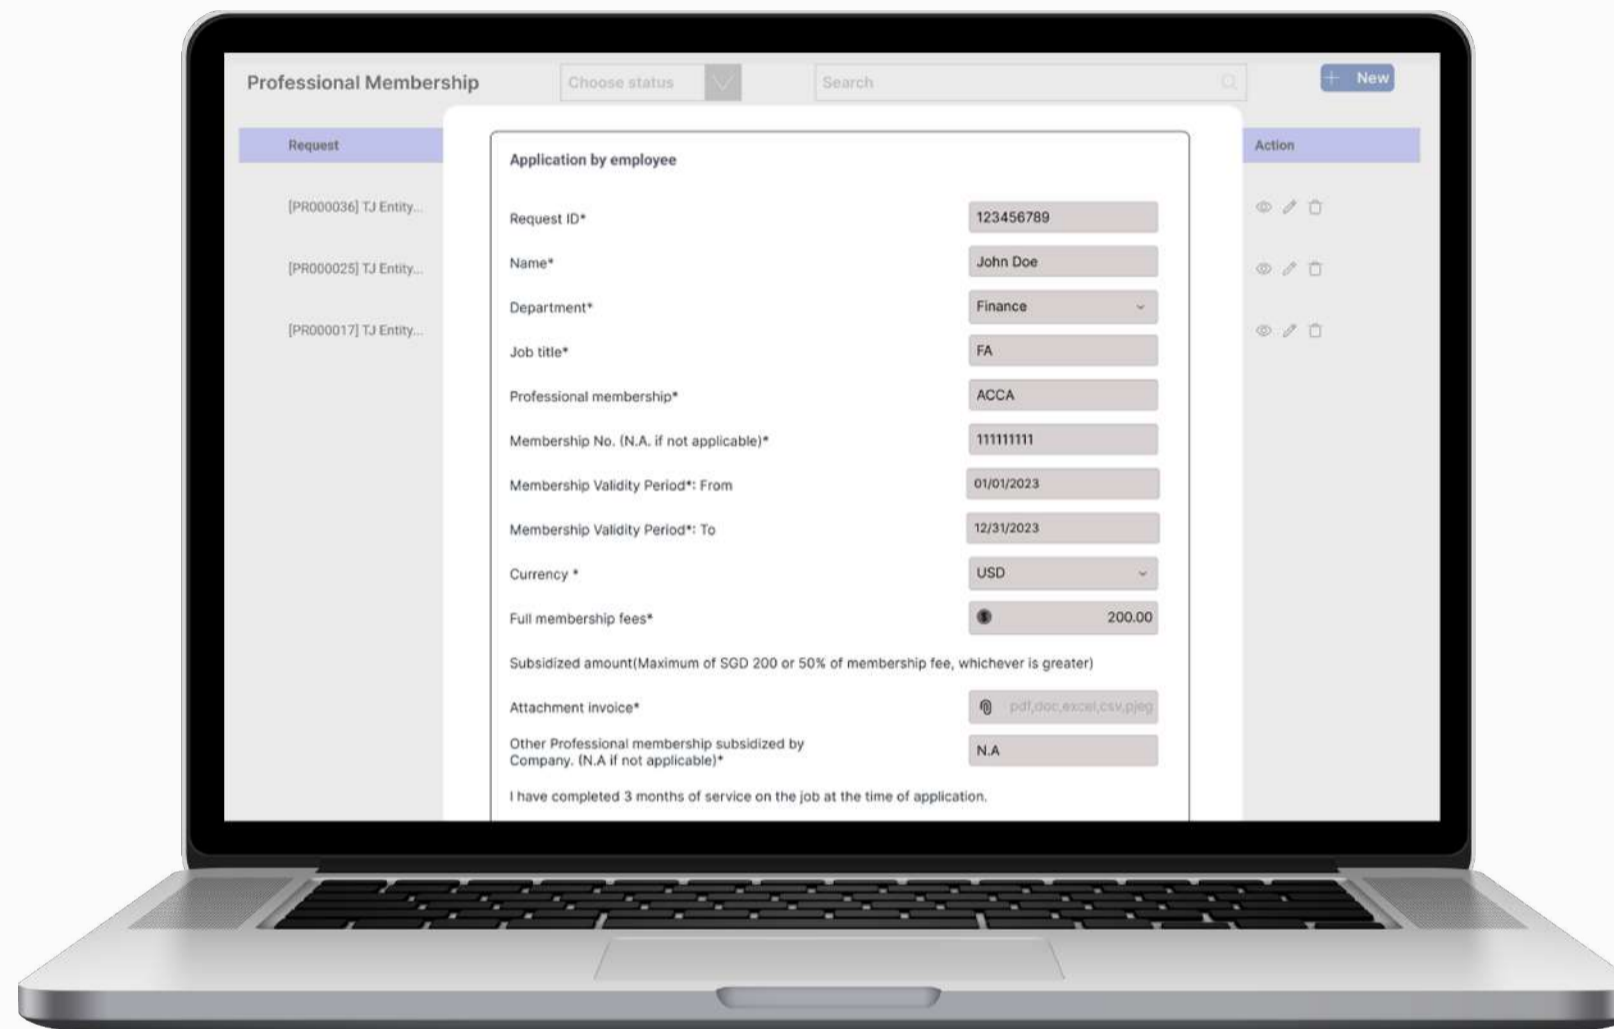 Professional Membership
Choose status
Search
+ New
Request
Action
[PR000036] TJ Entity...
[PR000025] TJ Entity...
[PR000017] TJ Entity...
Application by employee
Request ID*
123456789
Name*
John Doe
Department*
Finance
Job title*
FA
Professional membership*
ACCA
Membership No. (N.A. if not applicable)*
111111111
Membership Validity Period*: From
01/01/2023
Membership Validity Period*: To
12/31/2023
Currency *
USD
Full membership fees*
$ 200.00
Subsidized amount(Maximum of SGD 200 or 50% of membership fee, whichever is greater)
Attachment invoice*
pdf,doc,excel,csv,pjeg
Other Professional membership subsidized by
Company. (N.A if not applicable)*
N.A
I have completed 3 months of service on the job at the time of application.